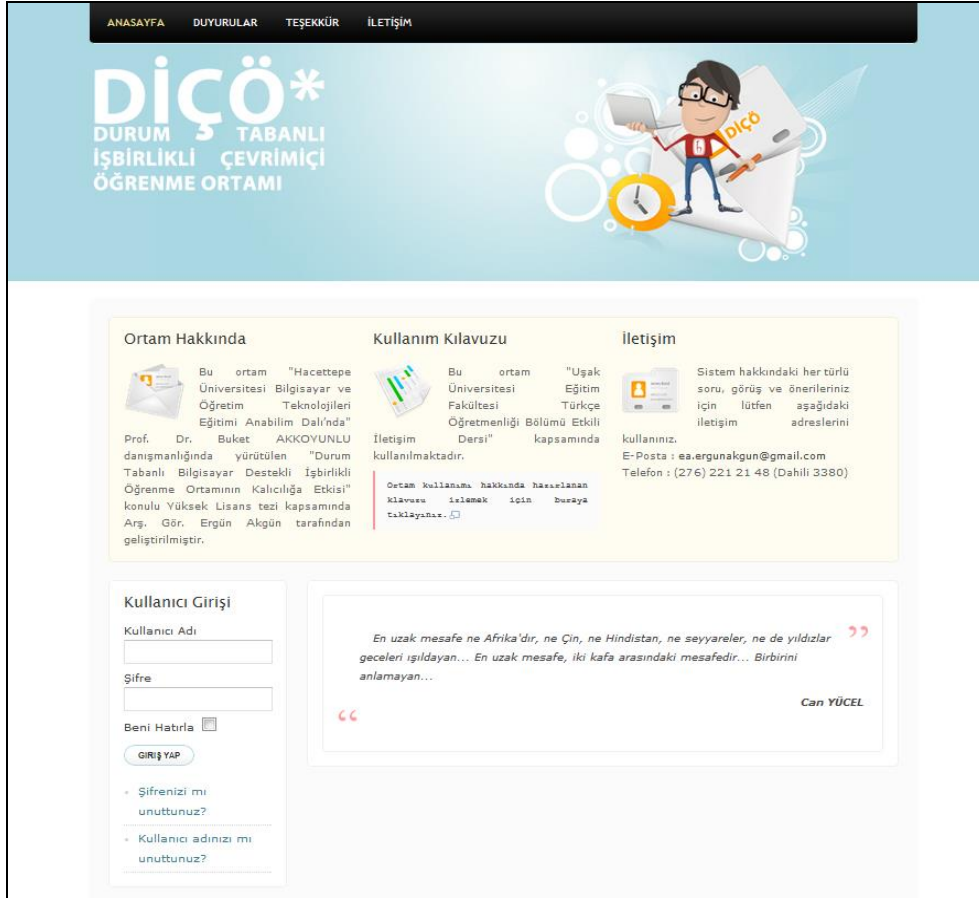 ANASAYFA DUYURULAR TEŞEKKÜR İLETİŞİM
DİÇÖ*
DURUM TABANLI
İŞBİRLİKLİ ÇEVRİMİÇİ
ÖĞRENME ORTAMI
DİÇÖ
Ortam Hakkında
Bu ortam "Hacettepe
Üniversitesi Bilgisayar ve
Öğretim Teknolojileri
Eğitimi Anabilim Dalı'nda"
Prof. Dr. Buket AKKOYUNLU
danışmanlığında yürütülen "Durum
Tabanlı Bilgisayar Destekli İşbirlikli
Öğrenme Ortamının Kalıcılığa Etkisi"
konulu Yüksek Lisans tezi kapsamında
Arş. Gör. Ergün Akgün tarafından
geliştirilmiştir.
Kullanım Kılavuzu
Bu ortam "Uşak
Üniversitesi Eğitim
Fakültesi Türkçe
Öğretmenliği Bölümü Etkili
İletişim Dersi" kapsamında
kullanılmaktadır.
Ortam kullanımı hakkında hazırlanan
klavuzu izlemek için buraya
tıklayınız.
İletişim
Sistem hakkındaki her türlü
soru, görüş ve önerileriniz
için lütfen aşağıdaki
iletişim adreslerini
kullanınız.
E-Posta : ea.ergunakgun@gmail.com
Telefon : (276) 221 21 48 (Dahili 3380)
Kullanıcı Girişi
Kullanıcı Adı
Şifre
Beni Hatırla
GIRIŞ YAP
Şifrenizi mı
unuttunuz?
Kullanıcı adınızı mı
unuttunuz?
En uzak mesafe ne Afrika'dır, ne Çin, ne Hindistan, ne seyyareler, ne de yıldızlar
geceleri ışıldayan... En uzak mesafe, iki kafa arasındaki mesafedir... Birbirini
anlamayan...
Can YÜCEL